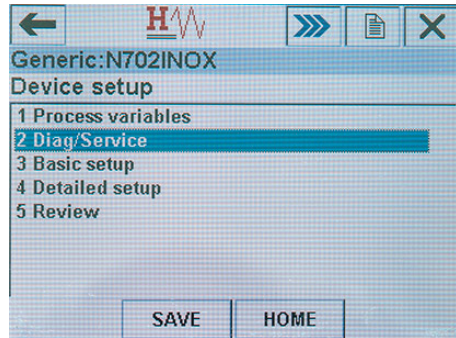 H
Generic:N702INOX
Device setup
1 Process variables
2 Diag/Service
3 Basic setup
4 Detailed setup
5 Review
SAVE HOME